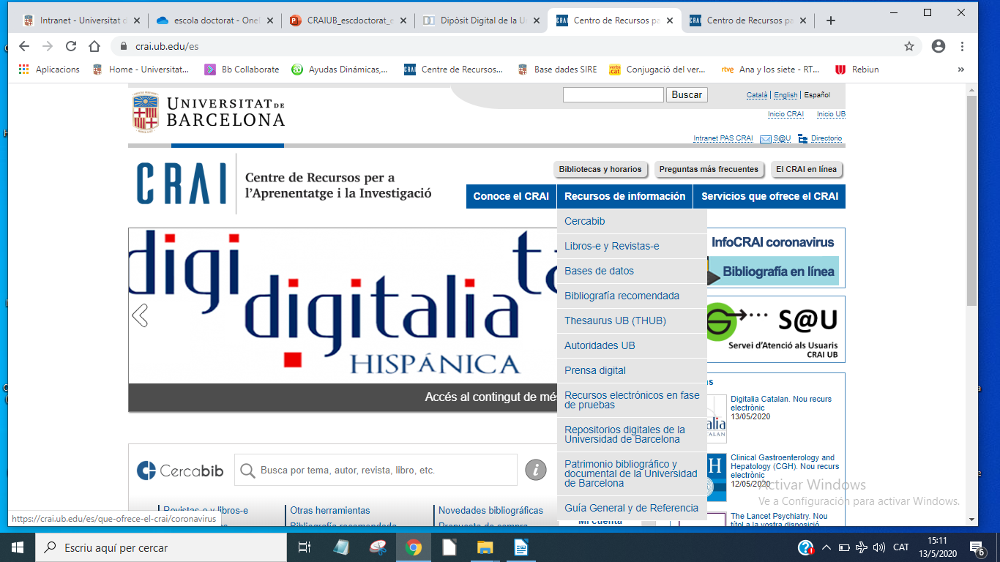 Intranet - Universitat d
escola doctorat - One
CRAIUB_escdoctorat_e
Dipòsit Digital de la U
Centro de Recursos pa
Centro de Recursos pa
crai.ub.edu/es
Aplicacions
Home - Universitat...
Bb Collaborate
Ayudas Dinámicas,...
Centre de Recursos...
Base dades SIRE
Conjugació del ver...
Ana y los siete - RT...
Rebiun
»
UNIVERSITAT DE
BARCELONA
Buscar
Català | English | Español
Inicio CRAI Inicio UB
Intranet PAS CRAI S@U Directorio
CRAI
Centre de Recursos per a
l'Aprenentatge i la Investigació
Bibliotecas y horarios
Preguntas más frecuentes
El CRAI en línea
Conoce el CRAI
Recursos de información
Servicios que ofrece el CRAI
Cercabib
Libros-e y Revistas-e
Bases de datos
Bibliografía recomendada
Thesaurus UB (THUB)
Autoridades UB
Prensa digital
Recursos electrónicos en fase
de pruebas
Repositorios digitales de la
Universidad de Barcelona
Patrimonio bibliográfico y
documental de la Universidad
de Barcelona
Guía General y de Referencia
digi
digitalia
HISPÁNICA
Accés al contingut de més
InfoCRAI coronavirus
Bibliografía en línea
S@U
Servei d'Atenció als Usuaris
CRAI UB
Digitalia Catalan. Nou recurs
electrònic
13/05/2020
Clinical Gastroenterology and
Hepatology (CGH). Nou recurs
electrònic
12/05/2020
The Lancet Psychiatry. Nou
títol a la vostra disposició
Cercabib
Busca por tema, autor, revista, libro, etc.
i
Revistas-e y libros-e
Otras herramientas
Bibliografía recomendada
Novedades bibliográficas
Propuesta de compra
Mi cuenta
Activar Windows
Ve a Configuración para activar Windows.
https://crai.ub.edu/es/que-ofrece-el-crai/coronavirus
Escriu aquí per cercar
CAT
15:11
13/5/2020
6